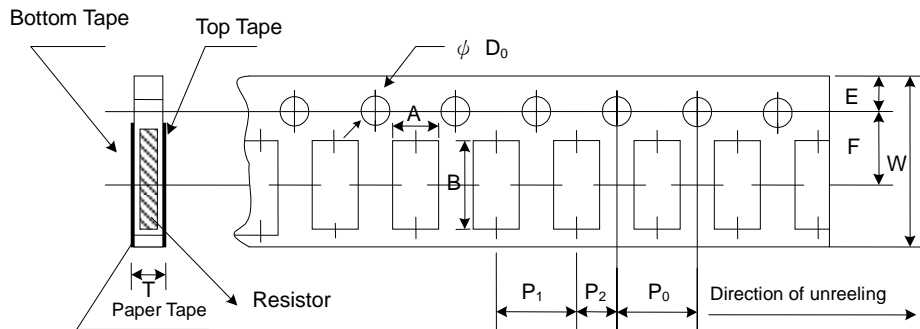 Bottom Tape
Top Tape
ψ D₀
A
E
F
W
B
T
Paper Tape
Resistor
P₁
P₂
P₀
Direction of unreeling